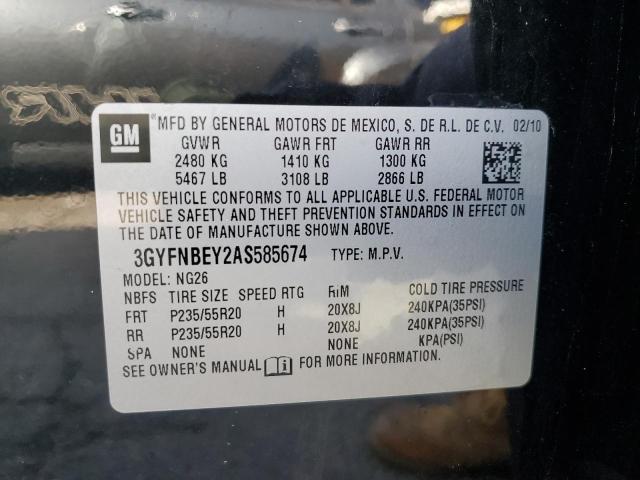 GM
®MFD BY GENERAL MOTORS DE MEXICO, S. DE R.L. DE C.V. 02/10
GVWR GAWR FRT GAWR RR
2480 KG 1410 KG 1300 KG
5467 LB 3108 LB 2866 LB
THIS VEHICLE CONFORMS TO ALL APPLICABLE U.S. FEDERAL MOTOR
VEHICLE SAFETY AND THEFT PREVENTION STANDARDS IN EFFECT ON
THE DATE OF MANUFACTURE SHOWN ABOVE.
3GYFNBEY2AS585674 TYPE: M.P.V.
MODEL: NG26
NBFS TIRE SIZE SPEED RTG RIM COLD TIRE PRESSURE
FRT P235/55R20 H 20X8J 240KPA(35PSI)
RR P235/55R20 H 20X8J 240KPA(35PSI)
SPA NONE NONE KPA(PSI)
SEE OWNER'S MANUAL i FOR MORE INFORMATION.